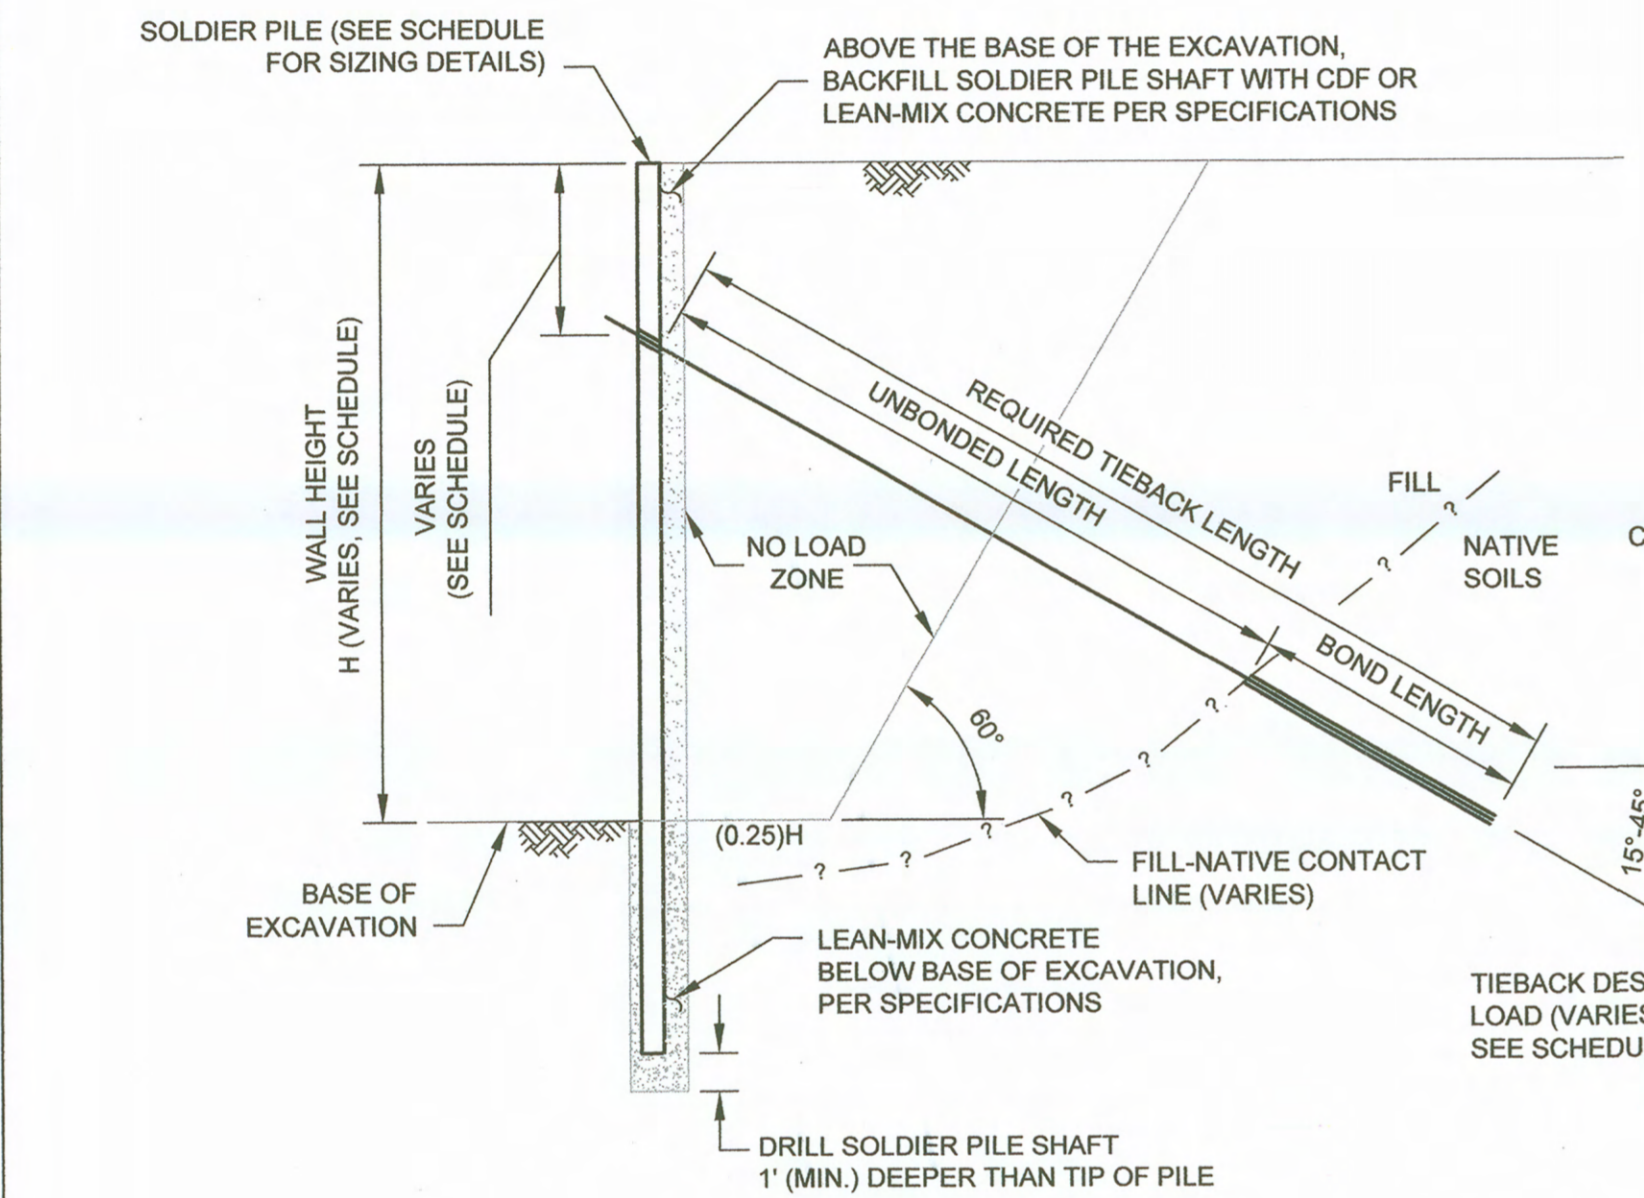 SOLDIER PILE (SEE SCHEDULE
FOR SIZING DETAILS)
ABOVE THE BASE OF THE EXCAVATION,
BACKFILL SOLDIER PILE SHAFT WITH CDF OR
LEAN-MIX CONCRETE PER SPECIFICATIONS
WALL HEIGHT
H (VARIES, SEE SCHEDULE)
VARIES
(SEE SCHEDULE)
REQUIRED TIEBACK LENGTH
UNBONDED LENGTH
BOND LENGTH
NO LOAD
ZONE
FILL
?
NATIVE
SOILS
C
?
60°
?
?
?
?
?
?
(0.25)H
15°-45°
FILL-NATIVE CONTACT
LINE (VARIES)
BASE OF
EXCAVATION
LEAN-MIX CONCRETE
BELOW BASE OF EXCAVATION,
PER SPECIFICATIONS
TIEBACK DES
LOAD (VARIES
SEE SCHEDU
DRILL SOLDIER PILE SHAFT
1' (MIN.) DEEPER THAN TIP OF PILE